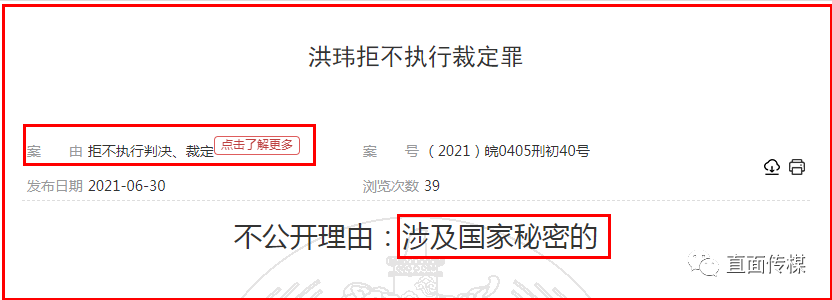 洪玮拒不执行裁定罪
案 由 拒不执行判决、裁定 点击了解更多 案 号 （2021）皖0405刑初40号
发布日期 2021-06-30 浏览次数 39
不公开理由：涉及国家秘密的
直面传媒